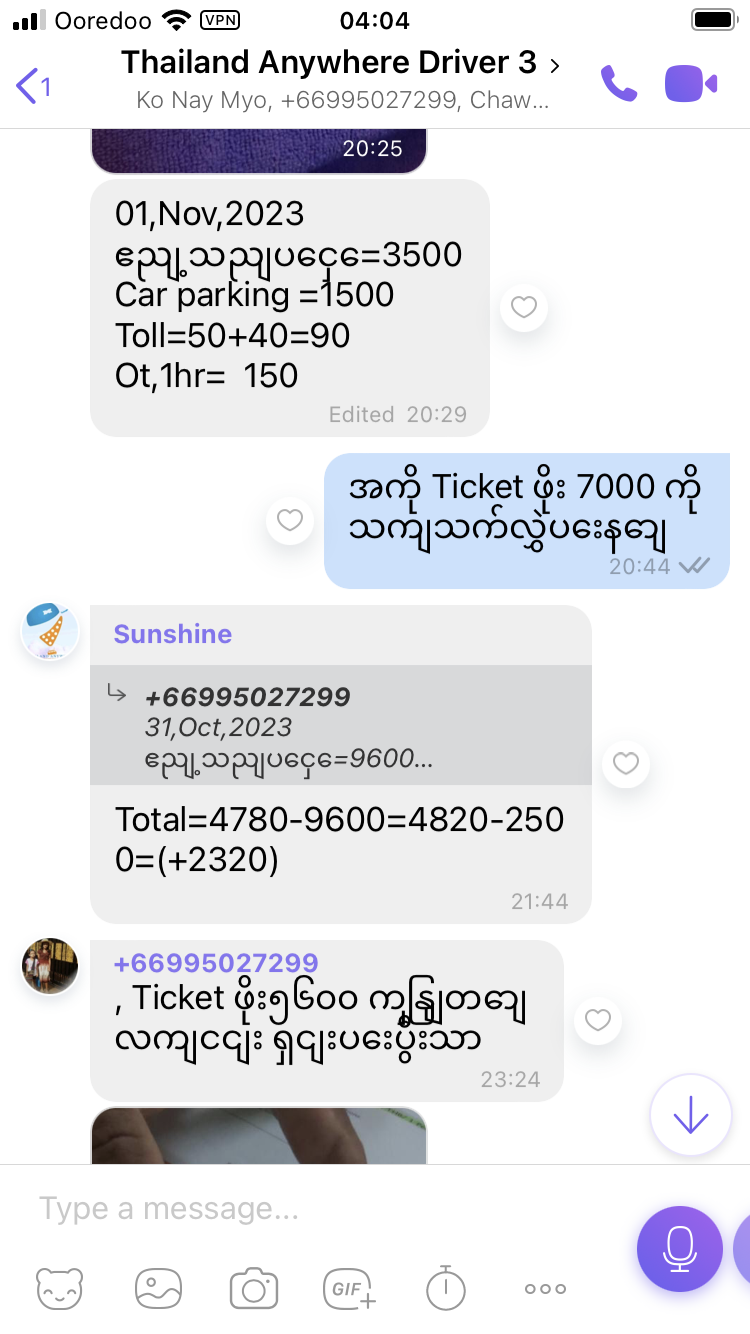 Ooredoo VPN 04:04
Thailand Anywhere Driver 3
1
Ko Nay Myo, +66995027299, Chaw...
20:25
01,Nov,2023
ဧည့်သည်ပေးငွေ=3500
Car parking =1500
Toll=50+40=90
Ot,1hr=  150
Edited 20:29
အကို Ticket ဖိုး 7000 ကို
သက်သက်လွှဲပေးနော်
20:44
Sunshine
+66995027299
31,Oct,2023
ဧည့်သည်ပေးငွေ=9600...
Total=4780-9600=4820-250
0=(+2320)
21:44
+66995027299
, Ticket ဖိုး၅၆၀၀ ကျွန်တော်
လက်ငင်း ရှင်းပေးပြီးသာ
23:24
Type a message...
GIF